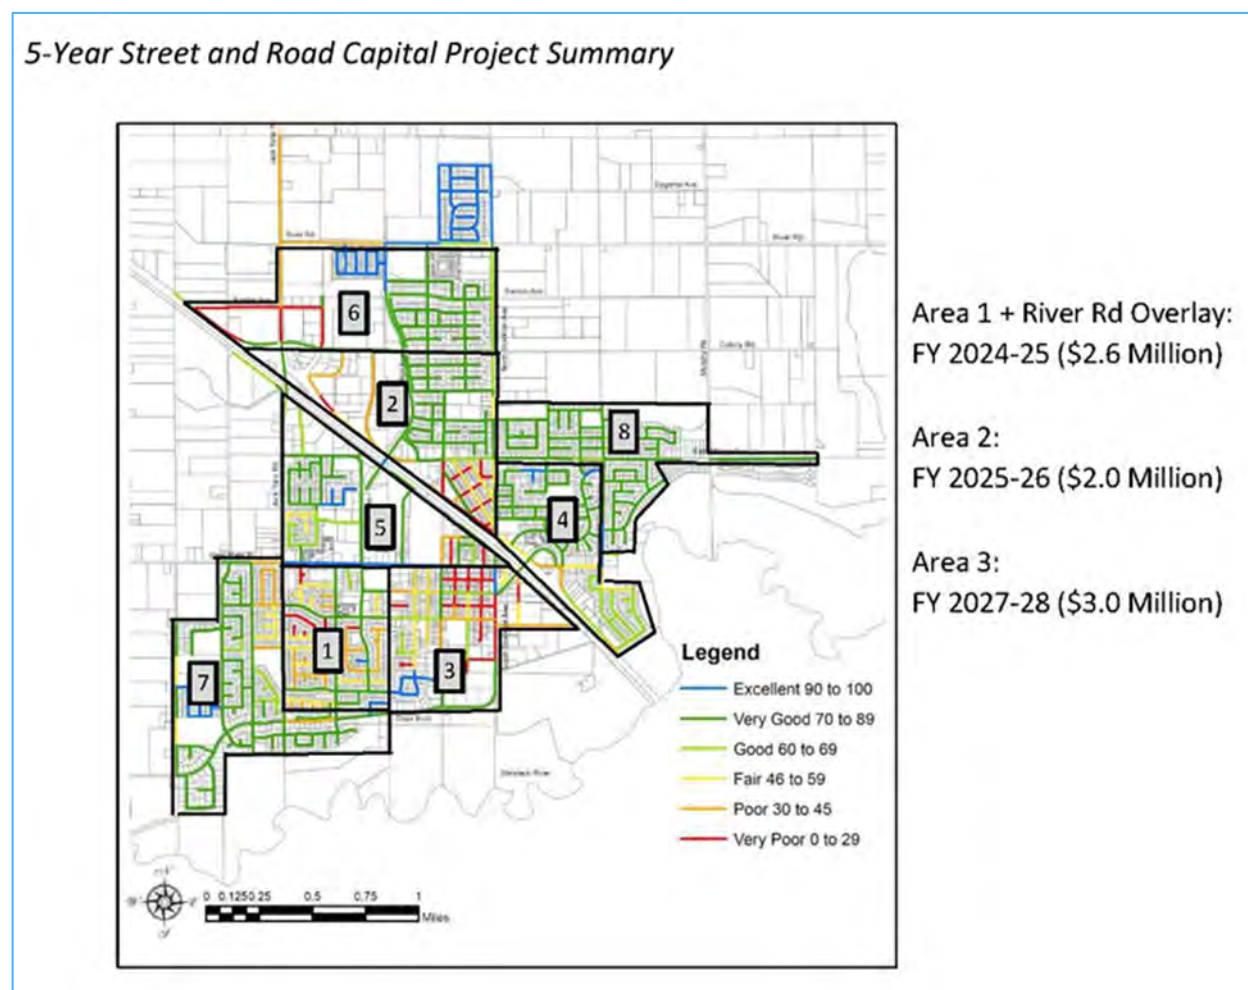 5-Year Street and Road Capital Project Summary
River Rd
River RD
6
Area 1 + River Rd Overlay:
FY 2024-25 ($2.6 Million)
2
8
Area 2:
FY 2025-26 ($2.0 Million)
4
5
Area 3:
FY 2027-28 ($3.0 Million)
1
3
7
Legend
Excellent 90 to 100
Very Good 70 to 89
Good 60 to 69
Fair 46 to 59
Poor 30 to 45
Very Poor 0 to 29
0 0.125 0.25 0.5 0.75 1
Miles